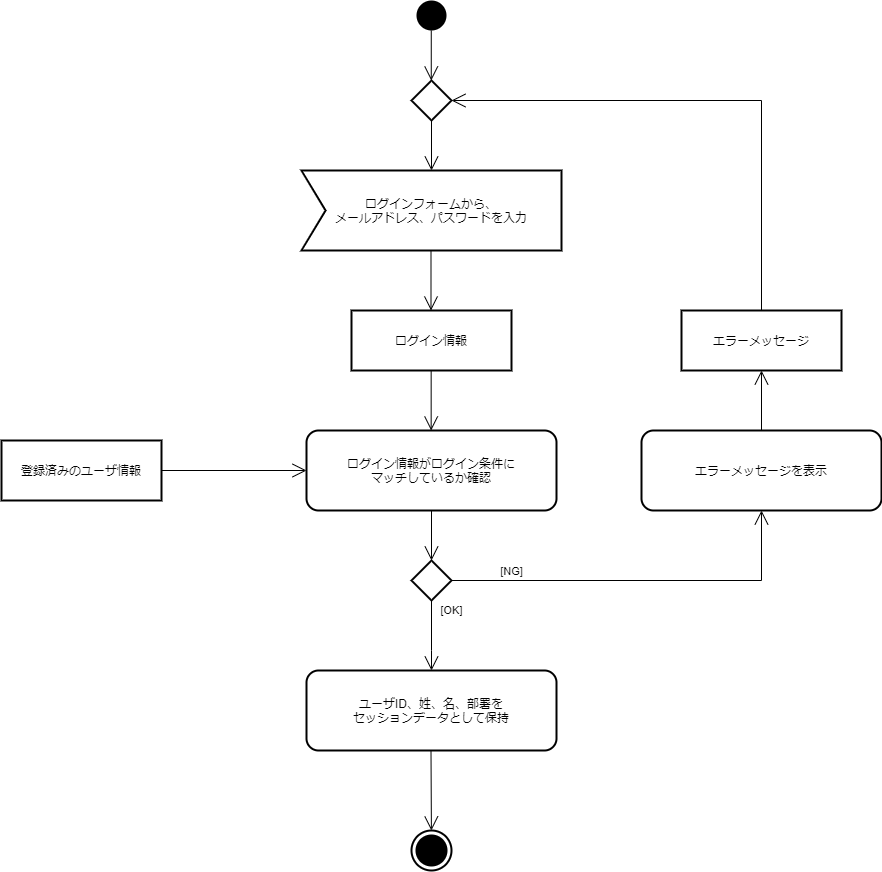 ログインフォームから、
メールアドレス、パスワードを入力
ログイン情報
エラーメッセージ
登録済みのユーザ情報
ログイン情報がログイン条件に
マッチしているか確認
エラーメッセージを表示
[NG]
[OK]
ユーザID、姓、名、部署を
セッションデータとして保持